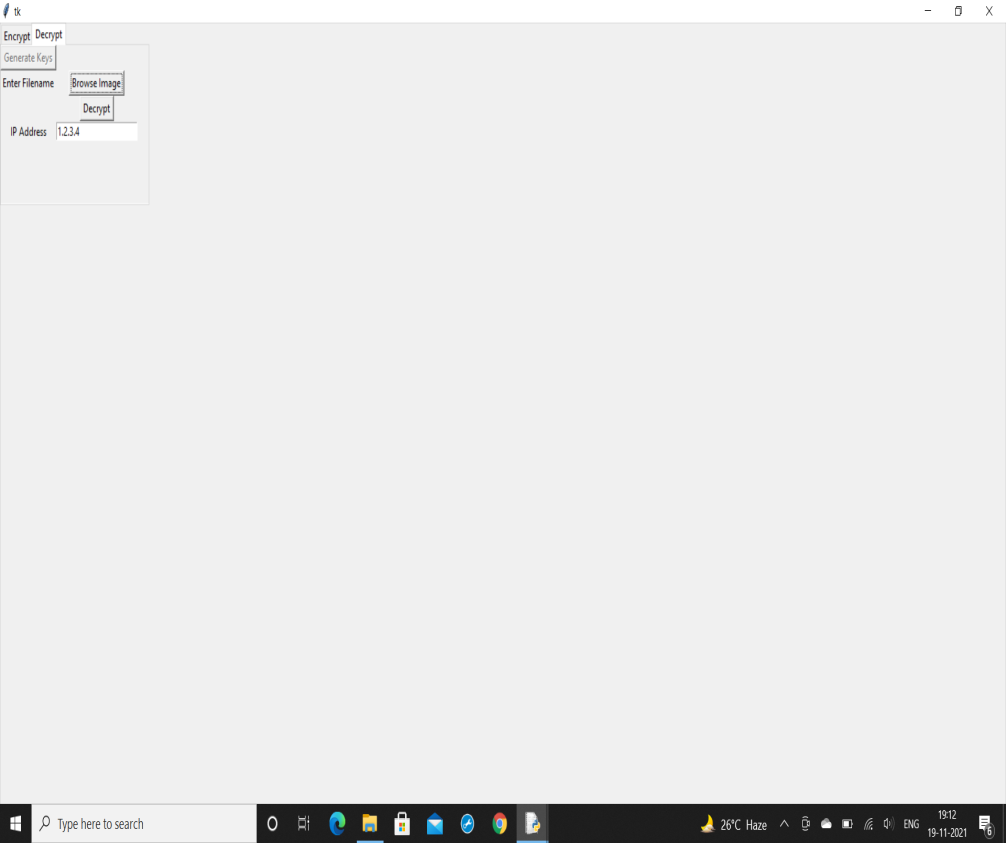 tk
Encrypt Decrypt
Generate Keys
Enter Filename Browse Image
Decrypt
IP Address 1.2.3.4
Type here to search
26°C Haze
ENG
19:12
19-11-2021
6